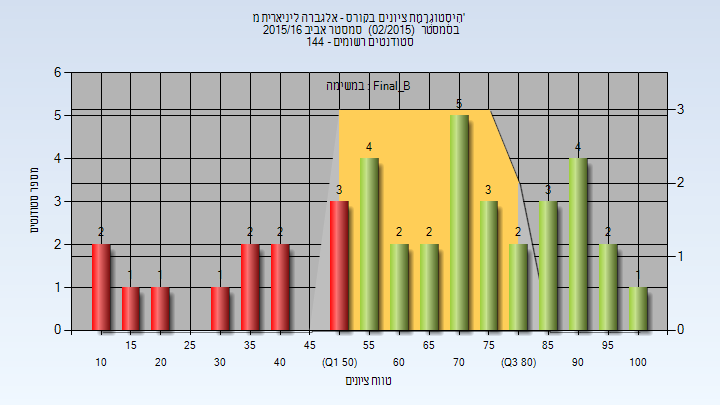 הִיסְטוֹגְרָמַת ציונים בקורס - אלגברה ליניארית מ'
בסמסטר (02/2015) סמסטר אביב 2015/16
סטודנטים רשומים - 144
במשימה : Final_B
מספר סטודנטים
6
5
4
3
2
1
0
3
2
1
0
2 1 1 1 2 2 3 4 2 2 5 3 2 3 4 2 1
15 25 35 45 55 65 75 85 95
10 20 30 40 (Q1 50) 60 70 (Q3 80) 90 100
טווח ציונים